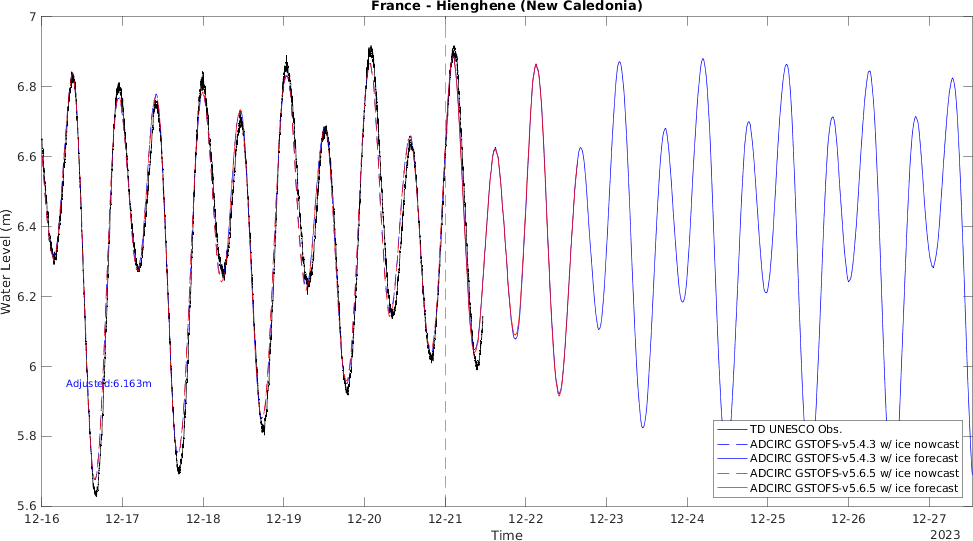 France - Hienghene (New Caledonia)
7
6.8
6.6
6.4
6.2
6
5.8
5.6
Water Level (m)
Adjusted:6.163m
TD UNESCO Obs.
ADCIRC GSTOFS-v5.4.3 w/ ice nowcast
ADCIRC GSTOFS-v5.4.3 w/ ice forecast
ADCIRC GSTOFS-v5.6.5 w/ ice nowcast
ADCIRC GSTOFS-v5.6.5 w/ ice forecast
12-16 12-17 12-18 12-19 12-20 12-21 12-22 12-23 12-24 12-25 12-26 12-27
2023
Time